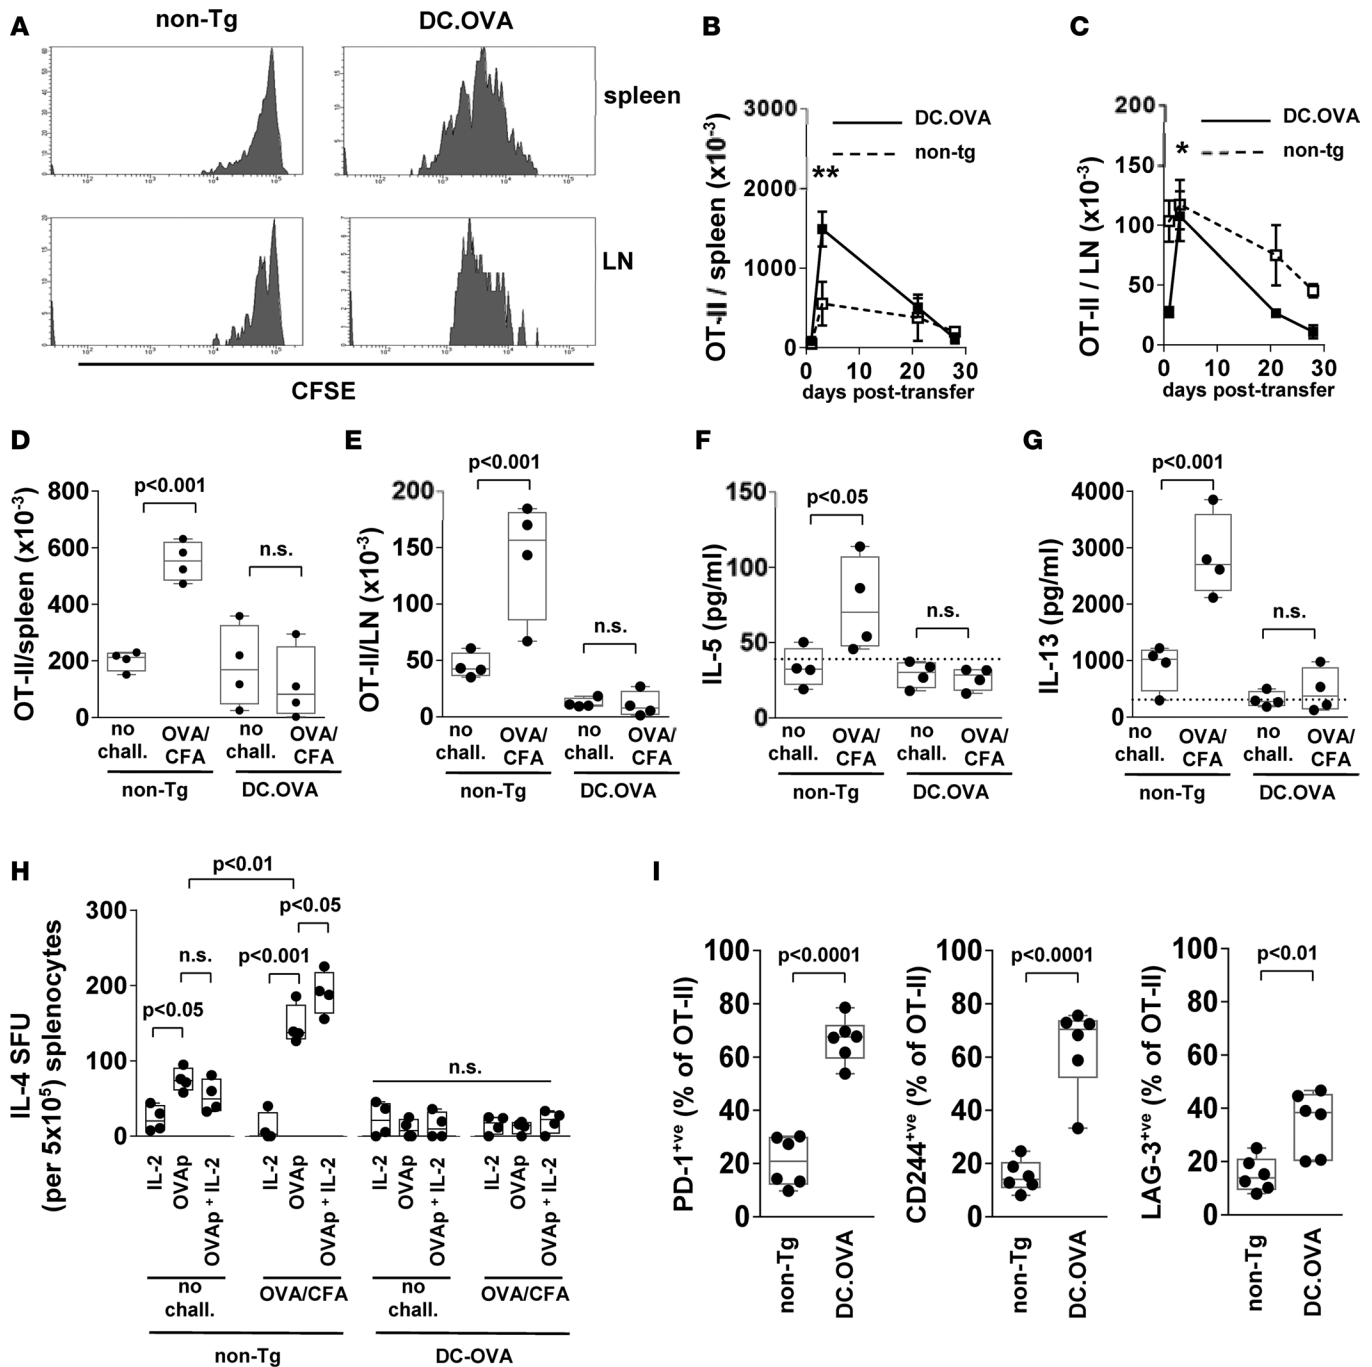 A
non-Tg
DC.OVA
spleen
LN
10² 10³ 10⁴ 10⁵
CFSE
B
OT-II / spleen (x10⁻³)
3000
2000
1000
0
DC.OVA
non-tg
**
0 10 20 30
days post-transfer
C
OT-II / LN (x10⁻³)
200
150
100
50
0
DC.OVA
non-tg
*
0 10 20 30
days post-transfer
D
OT-II/spleen (x10⁻³)
800
600
400
200
0
p<0.001
n.s.
no chall.
OVA/CFA
no chall.
OVA/CFA
non-Tg
DC.OVA
E
OT-II/LN (x10⁻³)
200
150
100
50
0
p<0.001
n.s.
no chall.
OVA/CFA
no chall.
OVA/CFA
non-Tg
DC.OVA
F
IL-5 (pg/ml)
150
100
50
0
p<0.05
n.s.
no chall.
OVA/CFA
no chall.
OVA/CFA
non-Tg
DC.OVA
G
IL-13 (pg/ml)
4000
3000
2000
1000
0
p<0.001
n.s.
no chall.
OVA/CFA
no chall.
OVA/CFA
non-Tg
DC.OVA
H
IL-4 SFU
(per 5x10⁵) splenocytes
300
200
100
0
p<0.01
p<0.05
n.s.
p<0.001
p<0.05
n.s.
IL-2
OVAp
OVAp + IL-2
IL-2
OVAp
OVAp + IL-2
IL-2
OVAp
OVAp + IL-2
IL-2
OVAp
OVAp + IL-2
no chall.
OVA/CFA
no chall.
OVA/CFA
non-Tg
DC-OVA
I
PD-1⁺ᵛᵉ (% of OT-II)
100
80
60
40
20
0
p<0.0001
non-Tg
DC.OVA
CD244⁺ᵛᵉ (% of OT-II)
100
80
60
40
20
0
p<0.0001
non-Tg
DC.OVA
LAG-3⁺ᵛᵉ (% of OT-II)
100
80
60
40
20
0
p<0.01
non-Tg
DC.OVA